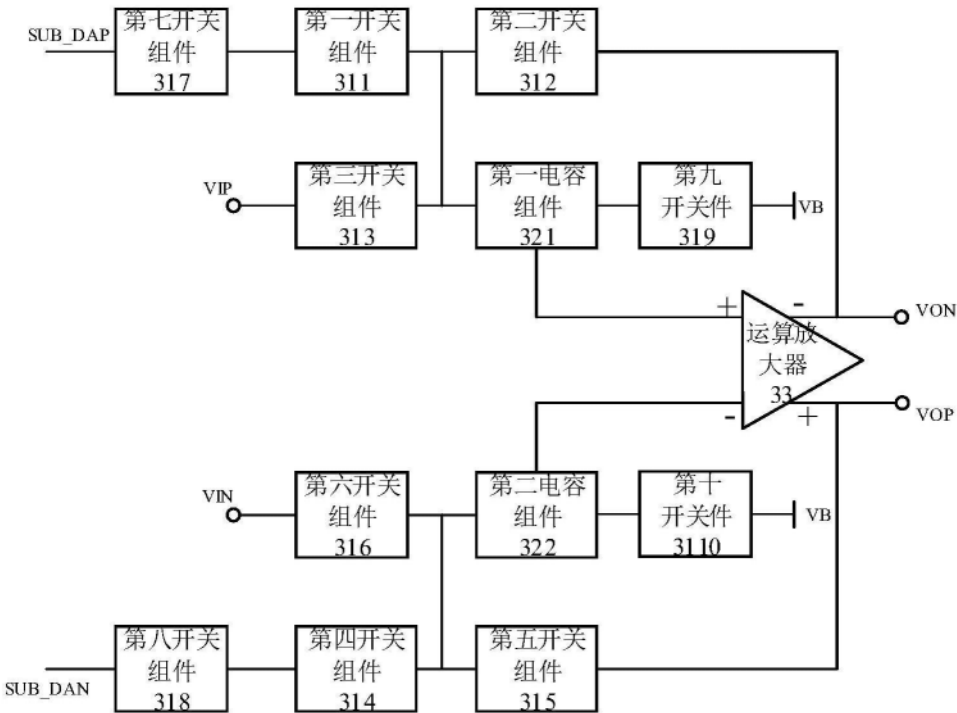 SUB_DAP
第七开关
组件
317
第一开关
组件
311
第二开关
组件
312
VIP
第三开关
组件
313
第一电容
组件
321
第九
开关件
319
VB
+
-
运算放
大器
33
-
+
VON
VOP
VIN
第六开关
组件
316
第二电容
组件
322
第十
开关件
3110
VB
SUB_DAN
第八开关
组件
318
第四开关
组件
314
第五开关
组件
315